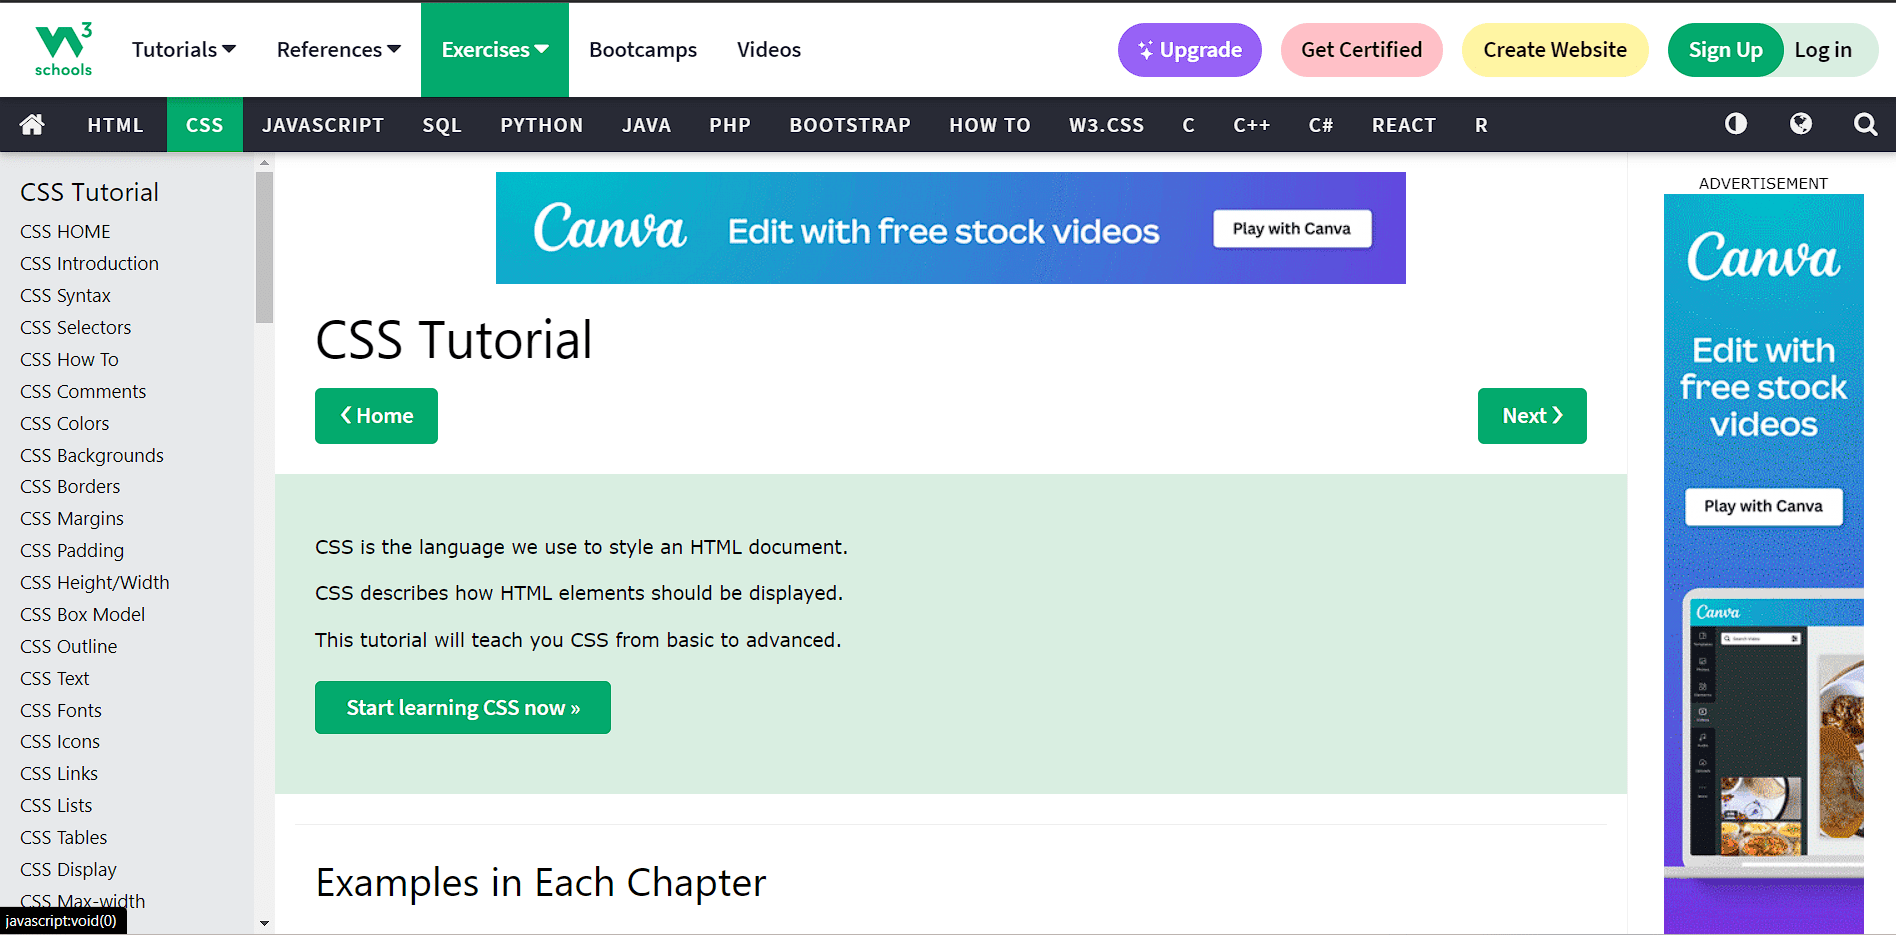 W3
schools
Tutorials
References
Exercises
Bootcamps
Videos
Upgrade
Get Certified
Create Website
Sign Up
Log in
HTML
CSS
JAVASCRIPT
SQL
PYTHON
JAVA
PHP
BOOTSTRAP
HOW TO
W3.CSS
C
C++
C#
REACT
R
CSS Tutorial
CSS HOME
CSS Introduction
CSS Syntax
CSS Selectors
CSS How To
CSS Comments
CSS Colors
CSS Backgrounds
CSS Borders
CSS Margins
CSS Padding
CSS Height/Width
CSS Box Model
CSS Outline
CSS Text
CSS Fonts
CSS Icons
CSS Links
CSS Lists
CSS Tables
CSS Display
CSS Max-width
javascript:void(0)
Canva
Edit with free stock videos
Play with Canva
CSS Tutorial
❮ Home
Next ❯
CSS is the language we use to style an HTML document.
CSS describes how HTML elements should be displayed.
This tutorial will teach you CSS from basic to advanced.
Start learning CSS now »
Examples in Each Chapter
ADVERTISEMENT
Canva
Edit with
free stock
videos
Play with Canva
Canva